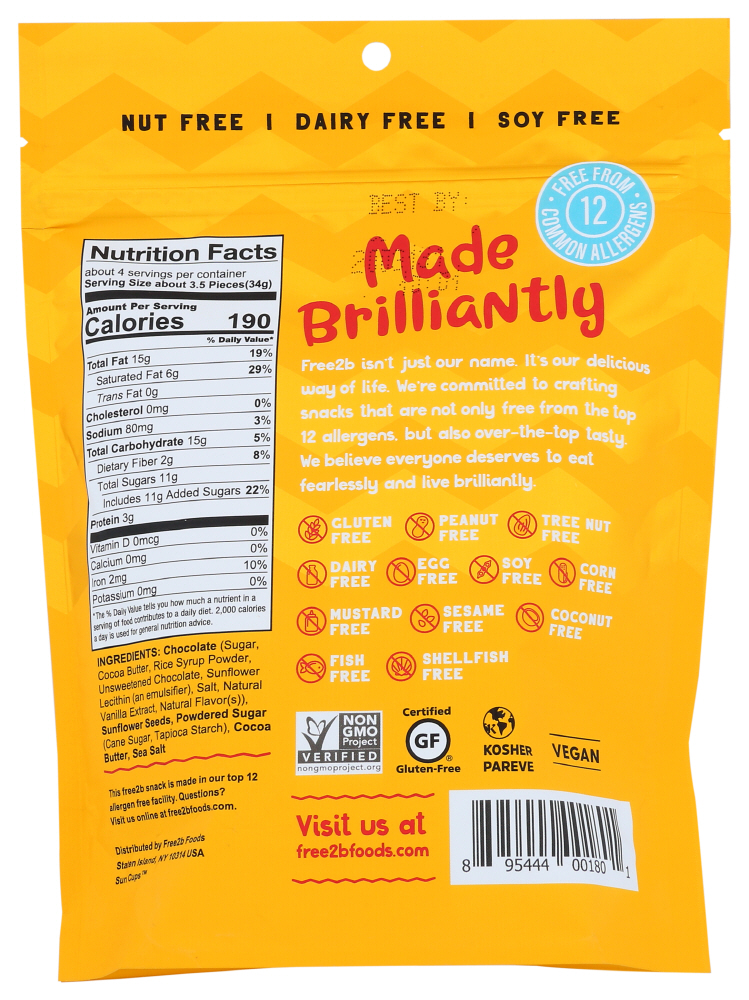 NUT FREE I DAIRY FREE I SOY FREE
BEST BY:
FREE FROM
12
COMMON ALLERGENS
Made
Brilliantly
Free2b isn't just our name. It's our delicious
way of life. We're committed to crafting
snacks that are not only free from the top
12 allergens, but also over-the-top tasty.
We believe everyone deserves to eat
fearlessly and live brilliantly.
Nutrition Facts
about 4 servings per container
Serving Size about 3.5 Pieces(34g)
Amount Per Serving
Calories 190
% Daily Value*
Total Fat 15g 19%
Saturated Fat 6g 29%
Trans Fat 0g
Cholesterol 0mg 0%
Sodium 80mg 3%
Total Carbohydrate 15g 5%
Dietary Fiber 2g 8%
Total Sugars 11g
Includes 11g Added Sugars 22%
Protein 3g
Vitamin D 0mcg 0%
Calcium 0mg 0%
Iron 2mg 10%
Potassium 0mg 0%
*The % Daily Value tells you how much a nutrient in a
serving of food contributes to a daily diet. 2,000 calories
a day is used for general nutrition advice.
INGREDIENTS: Chocolate (Sugar,
Cocoa Butter, Rice Syrup Powder,
Unsweetened Chocolate, Sunflower
Lecithin (an emulsifier), Salt, Natural
Vanilla Extract, Natural Flavor(s)),
Sunflower Seeds, Powdered Sugar
(Cane Sugar, Tapioca Starch), Cocoa
Butter, Sea Salt
This free2b snack is made in our top 12
allergen free facility. Questions?
Visit us online at free2bfoods.com.
Distributed by Free2b Foods
Staten Island, NY 10314 USA
Sun Cups™
GLUTEN
FREE
PEANUT
FREE
TREE NUT
FREE
DAIRY
FREE
EGG
FREE
SOY
FREE
CORN
FREE
MUSTARD
FREE
SESAME
FREE
COCONUT
FREE
FISH
FREE
SHELLFISH
FREE
NON
GMO
Project
VERIFIED
nongmoproject.org
Certified
GF
®
Gluten-Free
KOSHER
PAREVE
VEGAN
Visit us at
free2bfoods.com
8 95444 00180 1